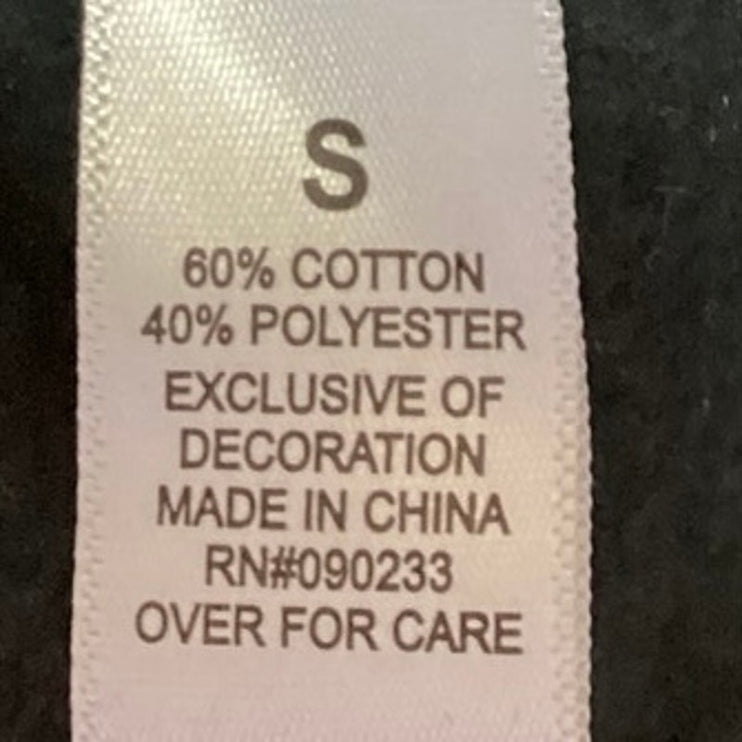 S
60% COTTON
40% POLYESTER
EXCLUSIVE OF
DECORATION
MADE IN CHINA
RN#090233
OVER FOR CARE